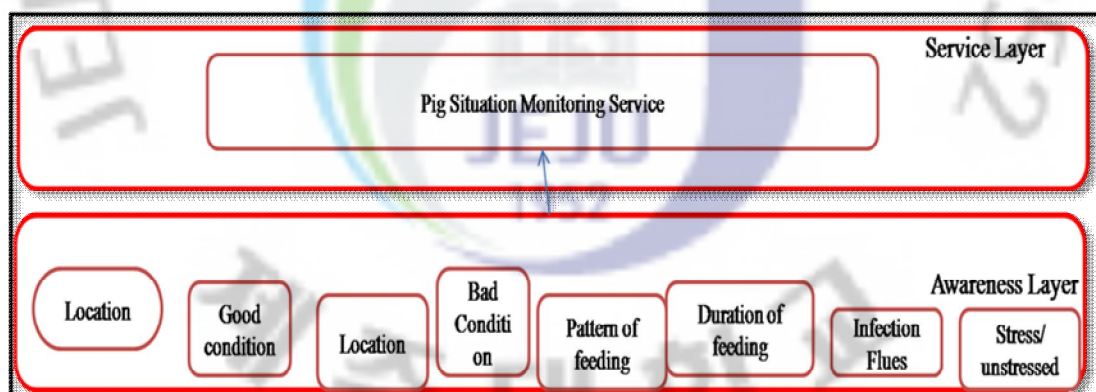 Service Layer
Pig Situation Monitoring Service
JEJU
1952
Awareness Layer
Location
Good
condition
Location
Bad
Conditi
on
Pattern of
feeding
Duration of
feeding
Infection
Flues
Stress/
unstressed